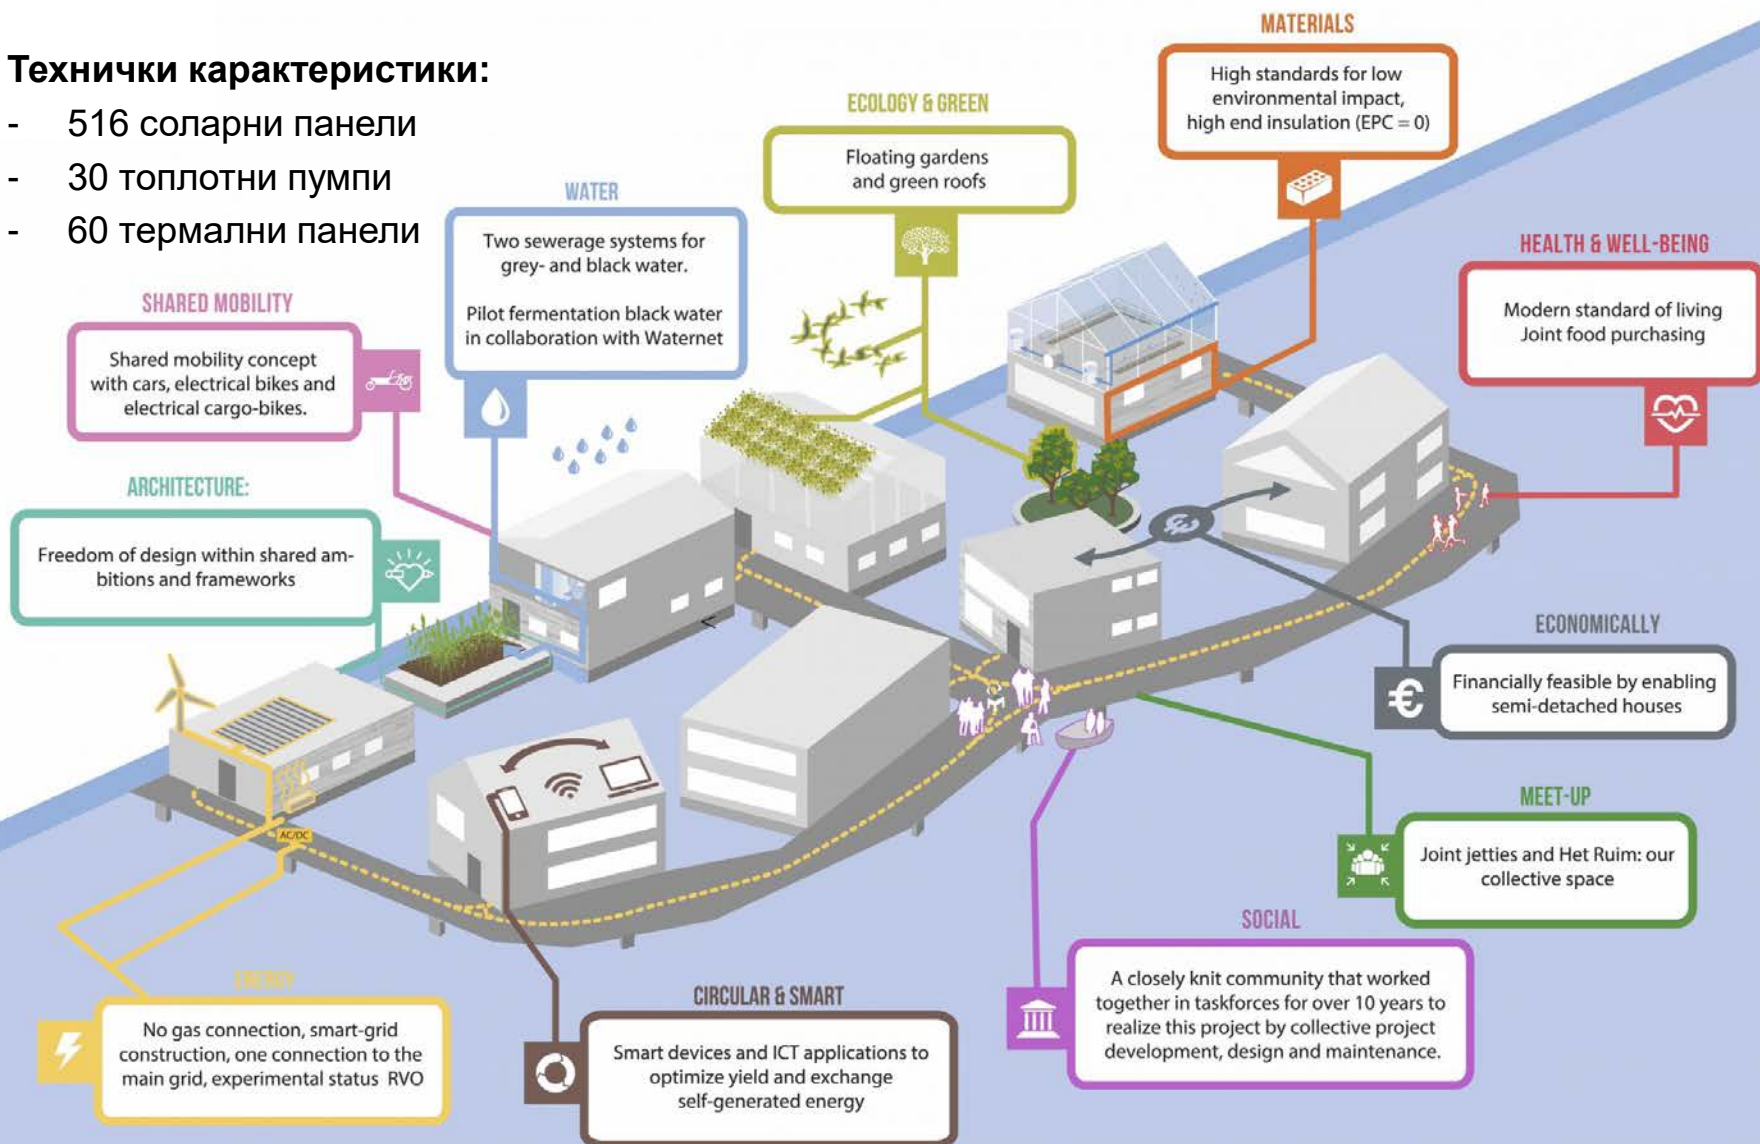 Технички карактеристики:
- 516 соларни панели
- 30 топлотни пумпи
- 60 термални панели
MATERIALS
High standards for low
environmental impact,
high end insulation (EPC = 0)
ECOLOGY & GREEN
Floating gardens
and green roofs
WATER
Two sewerage systems for
grey- and black water.
Pilot fermentation black water
in collaboration with Waternet
HEALTH & WELL-BEING
Modern standard of living
Joint food purchasing
SHARED MOBILITY
Shared mobility concept
with cars, electrical bikes and
electrical cargo-bikes.
ARCHITECTURE:
Freedom of design within shared am-
bitions and frameworks
ECONOMICALLY
€
Financially feasible by enabling
semi-detached houses
MEET-UP
Joint jetties and Het Ruim: our
collective space
AC/DC
SOCIAL
A closely knit community that worked
together in taskforces for over 10 years to
realize this project by collective project
development, design and maintenance.
ENERGY
No gas connection, smart-grid
construction, one connection to the
main grid, experimental status RVO
CIRCULAR & SMART
Smart devices and ICT applications to
optimize yield and exchange
self-generated energy